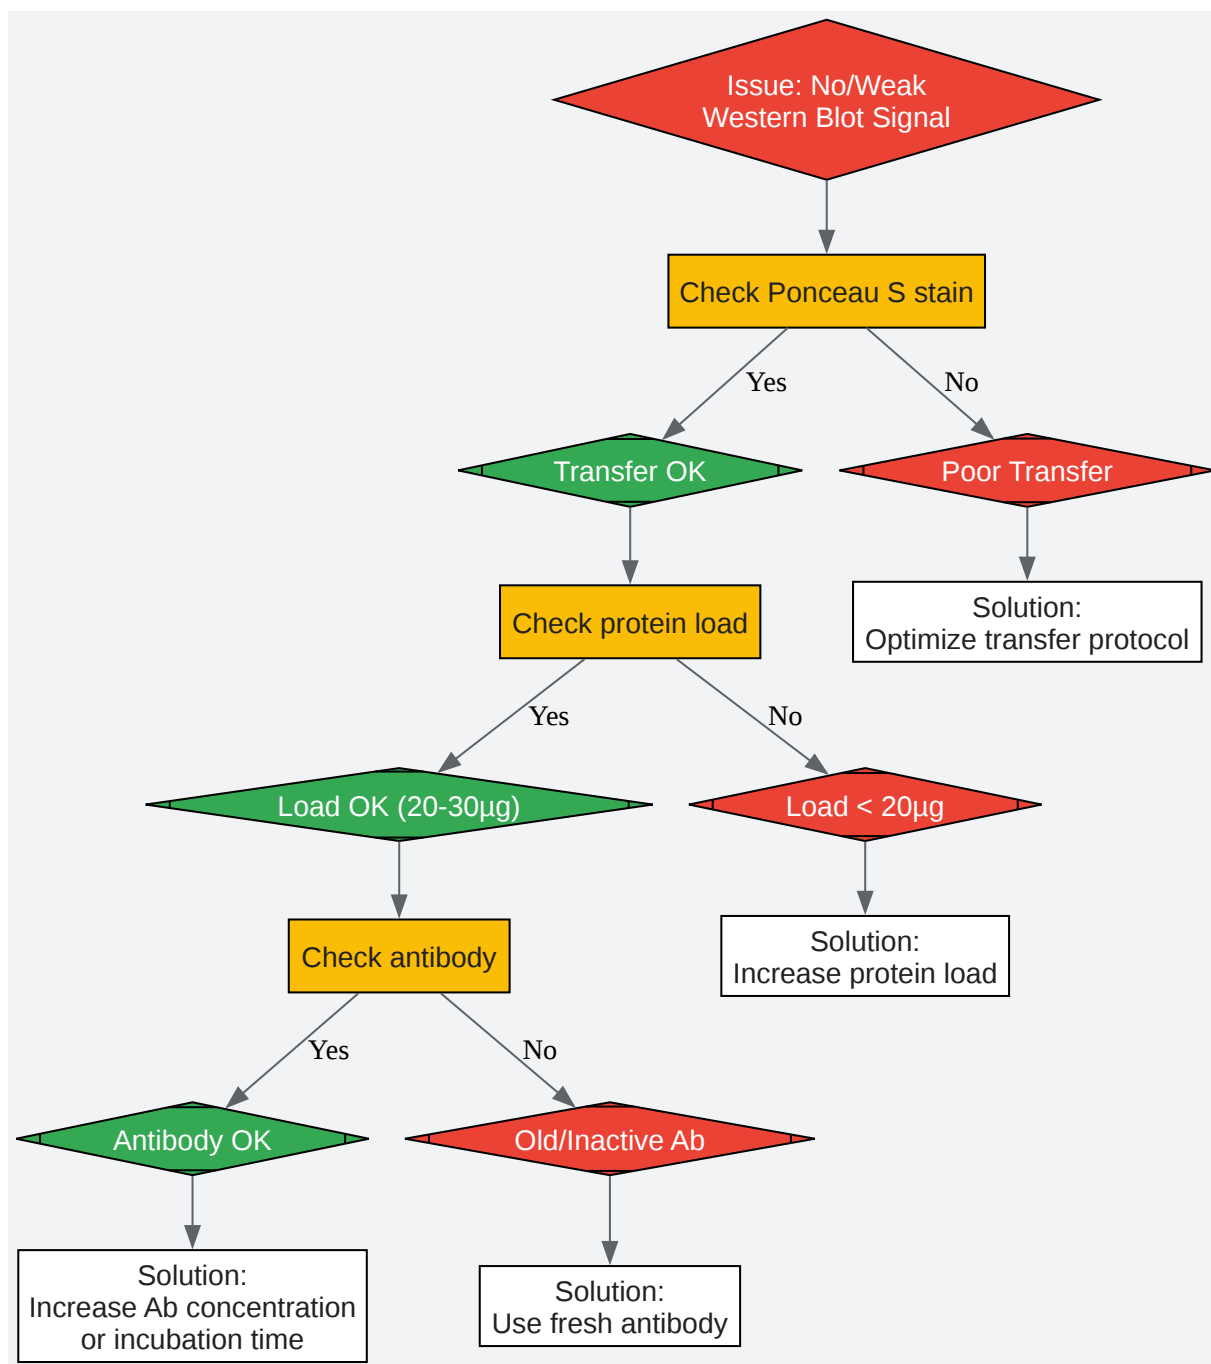 Issue: No/Weak
Western Blot Signal
Check Ponceau S stain
Yes
No
Transfer OK
Poor Transfer
Solution:
Optimize transfer protocol
Check protein load
Yes
No
Load OK (20-30µg)
Load < 20µg
Solution:
Increase protein load
Check antibody
Yes
No
Antibody OK
Old/Inactive Ab
Solution:
Increase Ab concentration
or incubation time
Solution:
Use fresh antibody